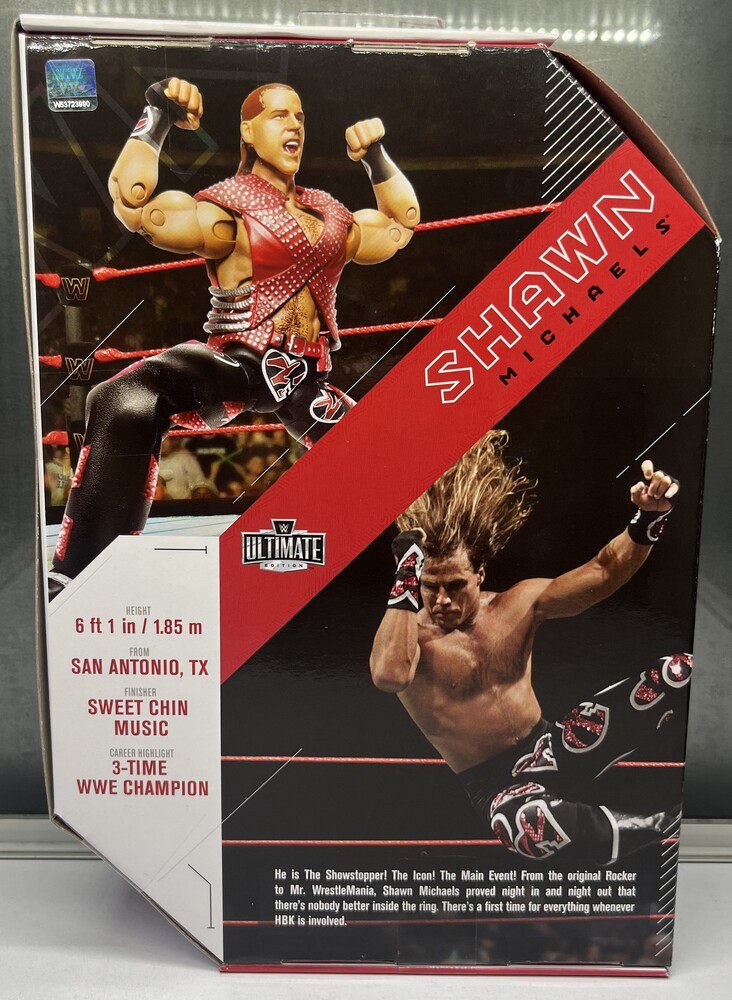 W53723990
SHAWN
MICHAELS
W
ULTIMATE
EDITION
HEIGHT
6 ft 1 in / 1.85 m
FROM
SAN ANTONIO, TX
FINISHER
SWEET CHIN
MUSIC
CAREER HIGHLIGHT
3-TIME
WWE CHAMPION
He is The Showstopper! The Icon! The Main Event! From the original Rocker
to Mr. WrestleMania, Shawn Michaels proved night in and night out that
there's nobody better inside the ring. There's a first time for everything whenever
HBK is involved.